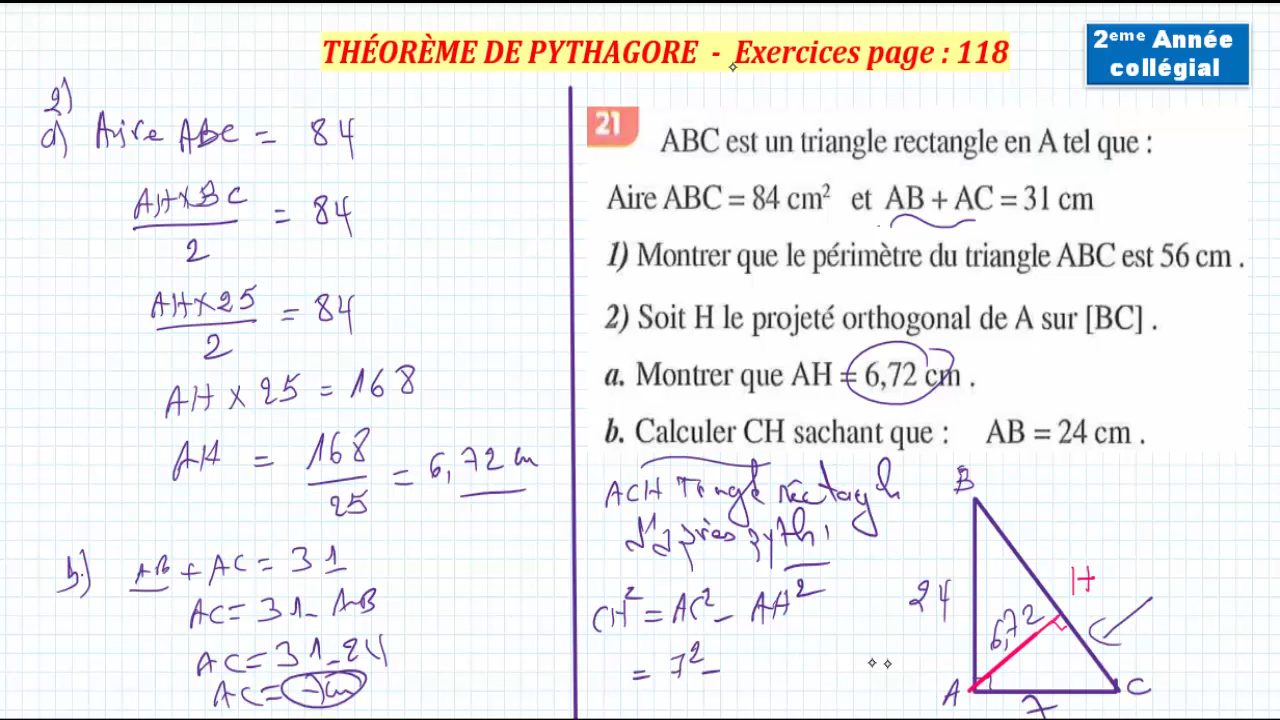 THÉORÈME DE PYTHAGORE - Exercices page : 118
2eme Année
collégial
2)
a) Aire ABC = 84
AH × BC / 2 = 84
AH × 25 / 2 = 84
AH × 25 = 168
AH = 168 / 25 = 6,72 cm
b.) AB + AC = 31
AC = 31 - AB
AC = 31 - 24
AC = 7cm
21
ABC est un triangle rectangle en A tel que :
Aire ABC = 84 cm² et AB + AC = 31 cm
1) Montrer que le périmètre du triangle ABC est 56 cm .
2) Soit H le projeté orthogonal de A sur [BC] .
a. Montrer que AH = 6,72 cm .
b. Calculer CH sachant que : AB = 24 cm .
ACH Triangle rectangle
D'après pyth
CH² = AC² - AH²
= 7² -
B
H
24
6,72
A
C
7